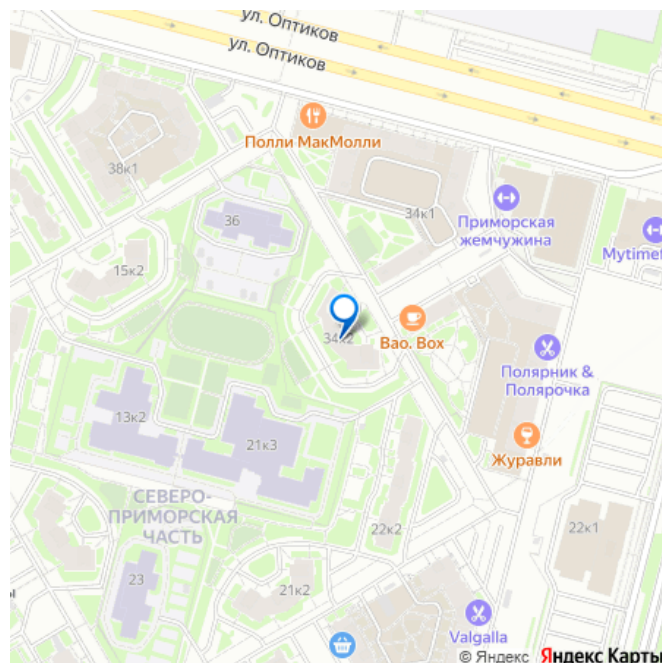 ул. Оптиков
ул. Оптиков
Полли МакМолли
38к1
34к1
36
Приморская
жемчужина
Mytimef
15к2
34к2
Bao. Box
Полярник &
Полярочка
13к2
21к3
Журавли
СЕВЕРО-
ПРИМОРСКАЯ
ЧАСТЬ
22к2
22к1
23
21к2
ы
Valgalla
© Яндекс Яндекс Карты